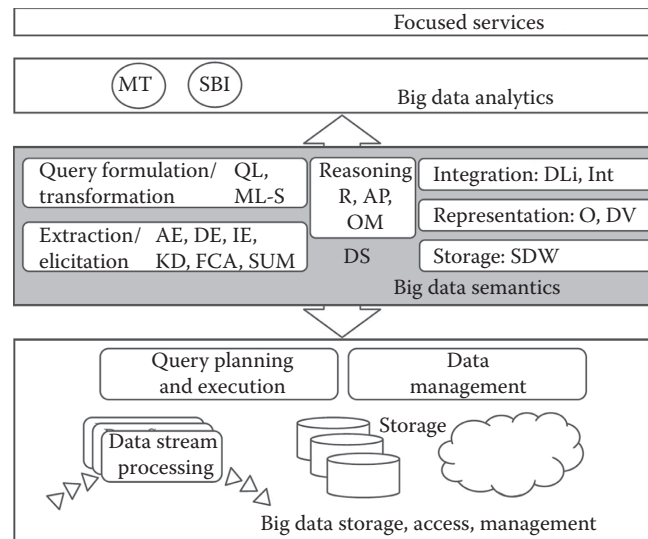 Focused services
MT
SBI
Big data analytics
Query formulation/
transformation
QL,
ML-S
Reasoning
R, AP,
OM
Integration: DLi, Int
Representation: O, DV
Extraction/
elicitation
AE, DE, IE,
KD, FCA, SUM
DS
Storage: SDW
Big data semantics
Query planning
and execution
Data
management
Data stream
processing
Storage
Big data storage, access, management